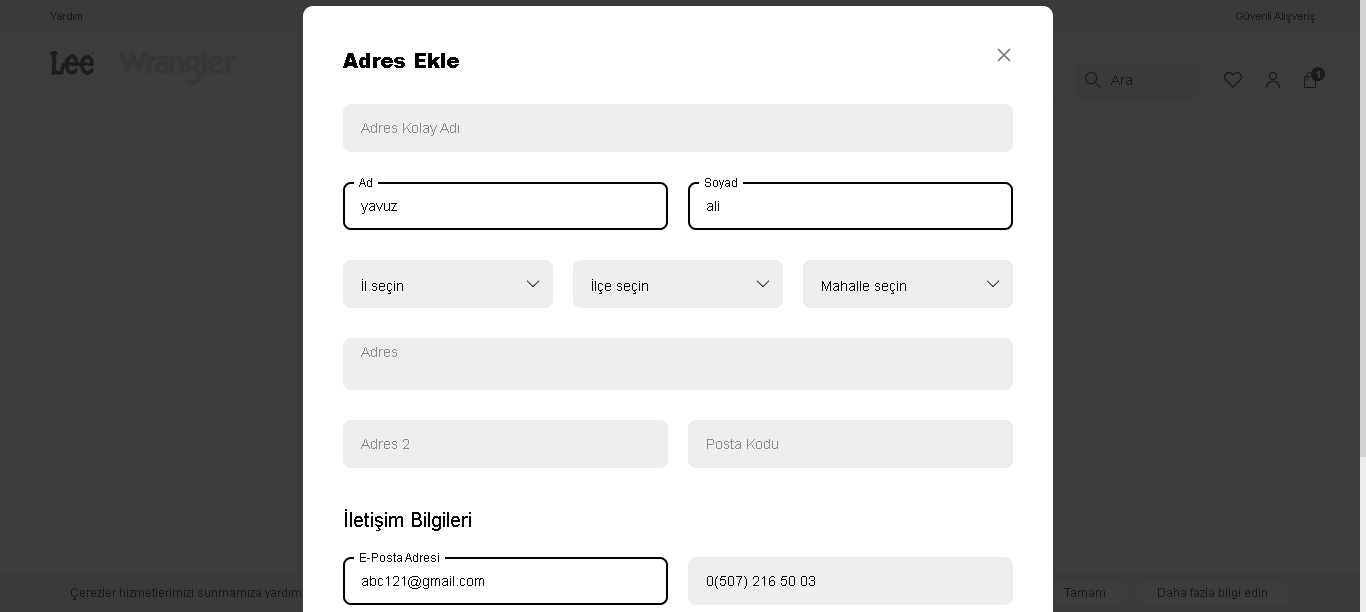 Yardım
Güvenli Alışveriş
Lee
Wrangler
Ara
1
Adres Ekle
Adres Kolay Adı
Ad
yavuz
Soyad
ali
İl seçin
İlçe seçin
Mahalle seçin
Adres
Adres 2
Posta Kodu
İletişim Bilgileri
E-Posta Adresi
abc121@gmail.com
0(507) 216 50 03
Çerezler hizmetlerimizi sunmamıza yardım
Tamam
Daha fazla bilgi edin